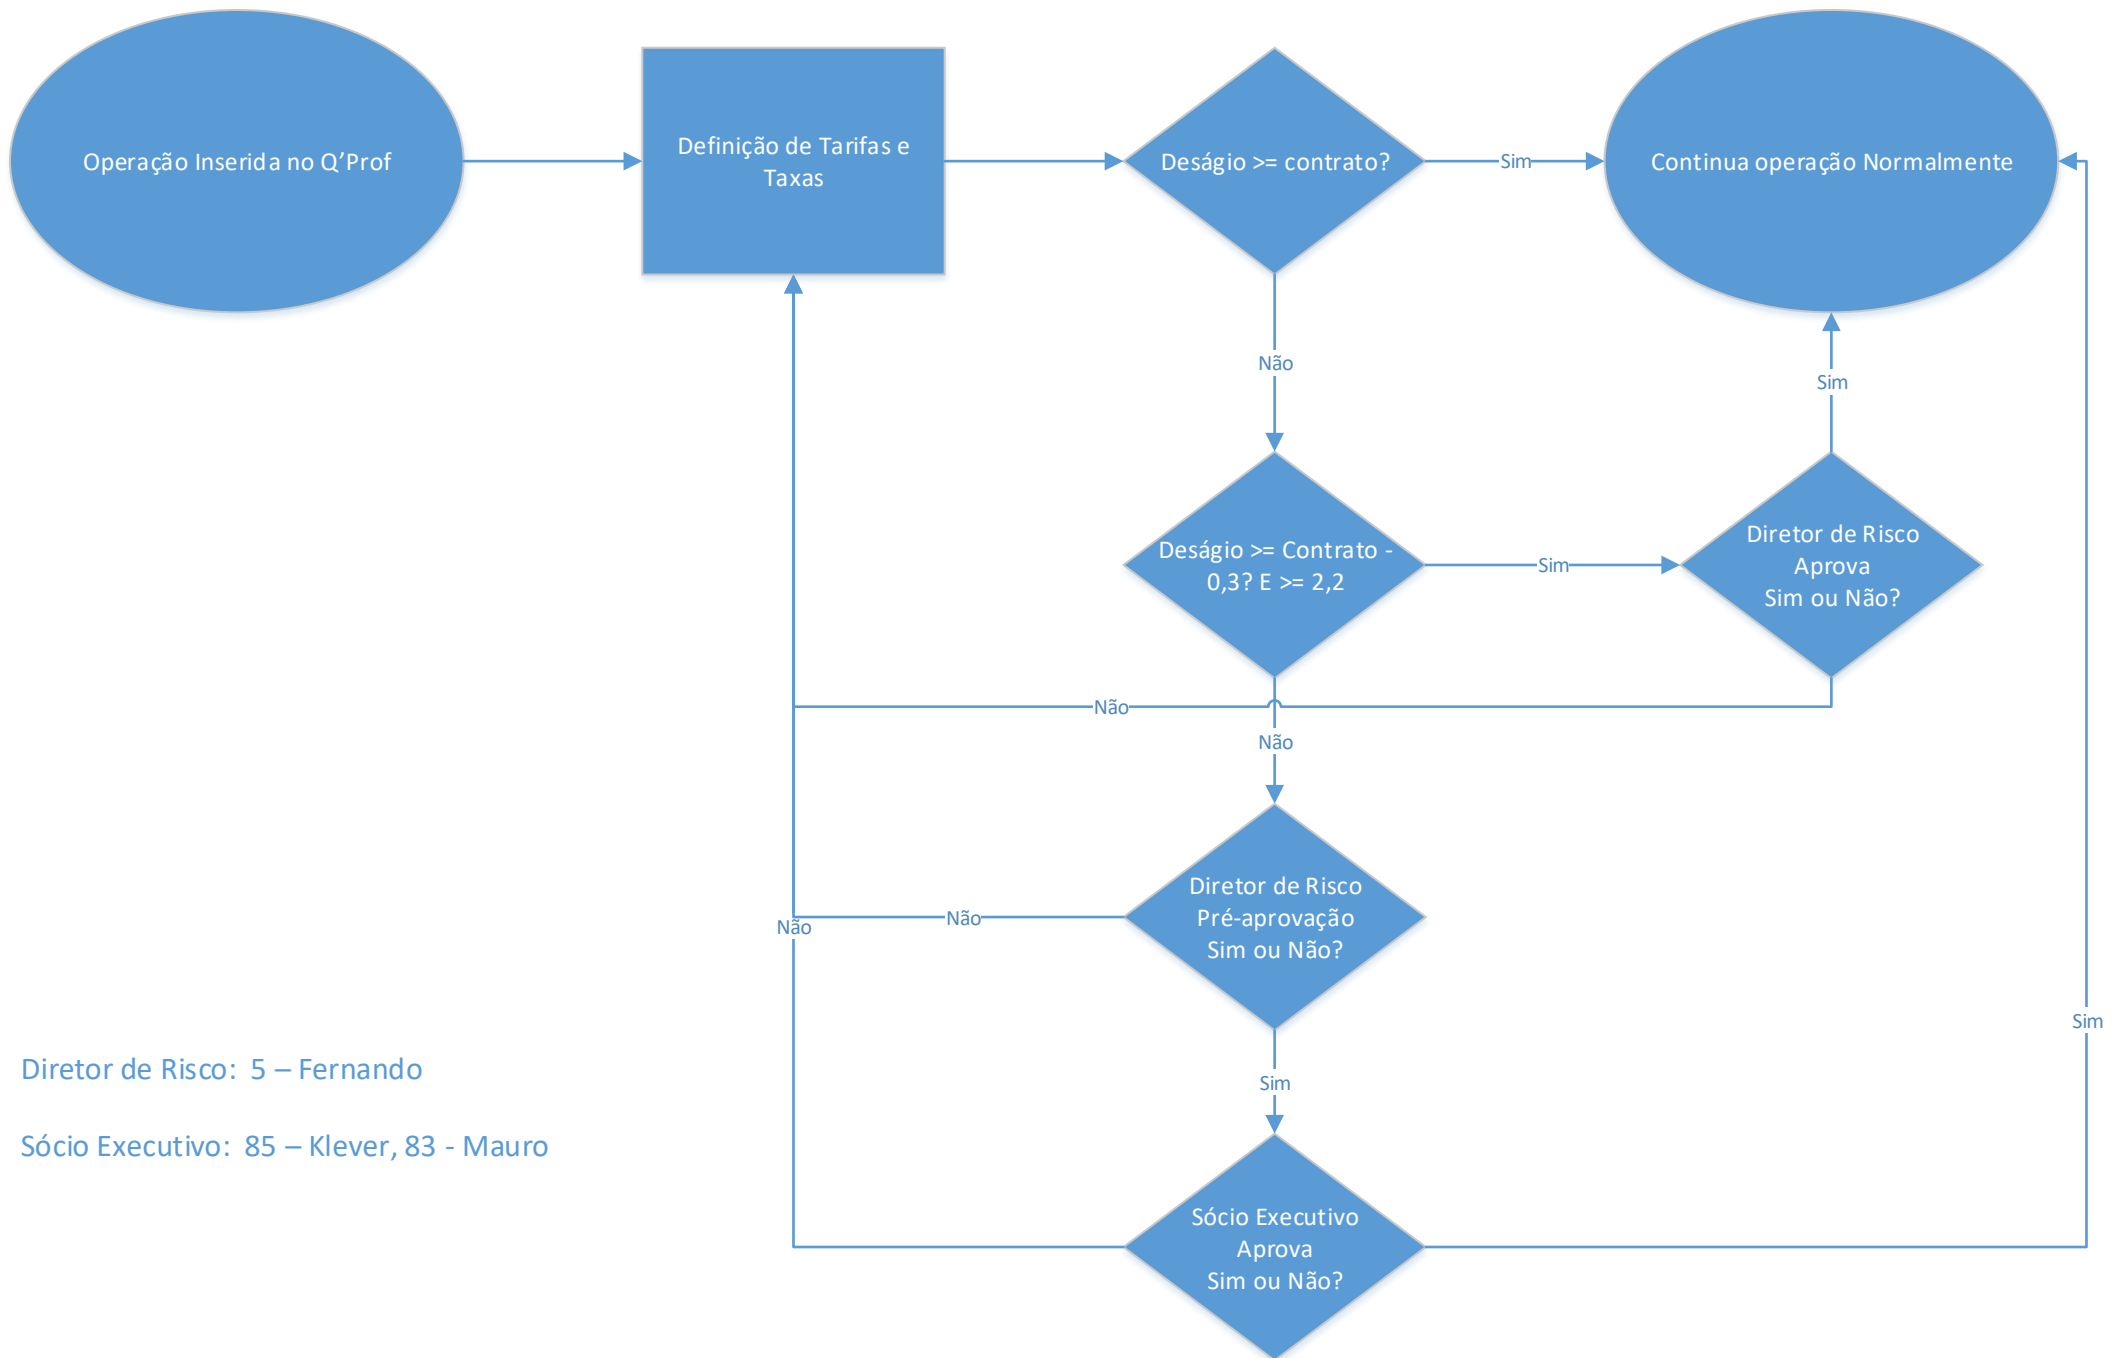 Operação Inserida no Q'Prof
Definição de Tarifas e
Taxas
Deságio >= contrato?
Sim
Continua operação Normalmente
Não
Sim
Deságio >= Contrato -
0,3? E >= 2,2
Sim
Diretor de Risco
Aprova
Sim ou Não?
Não
Não
Diretor de Risco
Pré-aprovação
Sim ou Não?
Não
Não
Sim
Sim
Diretor de Risco:  5 – Fernando
Sócio Executivo:  85 – Klever, 83 - Mauro
Sócio Executivo
Aprova
Sim ou Não?